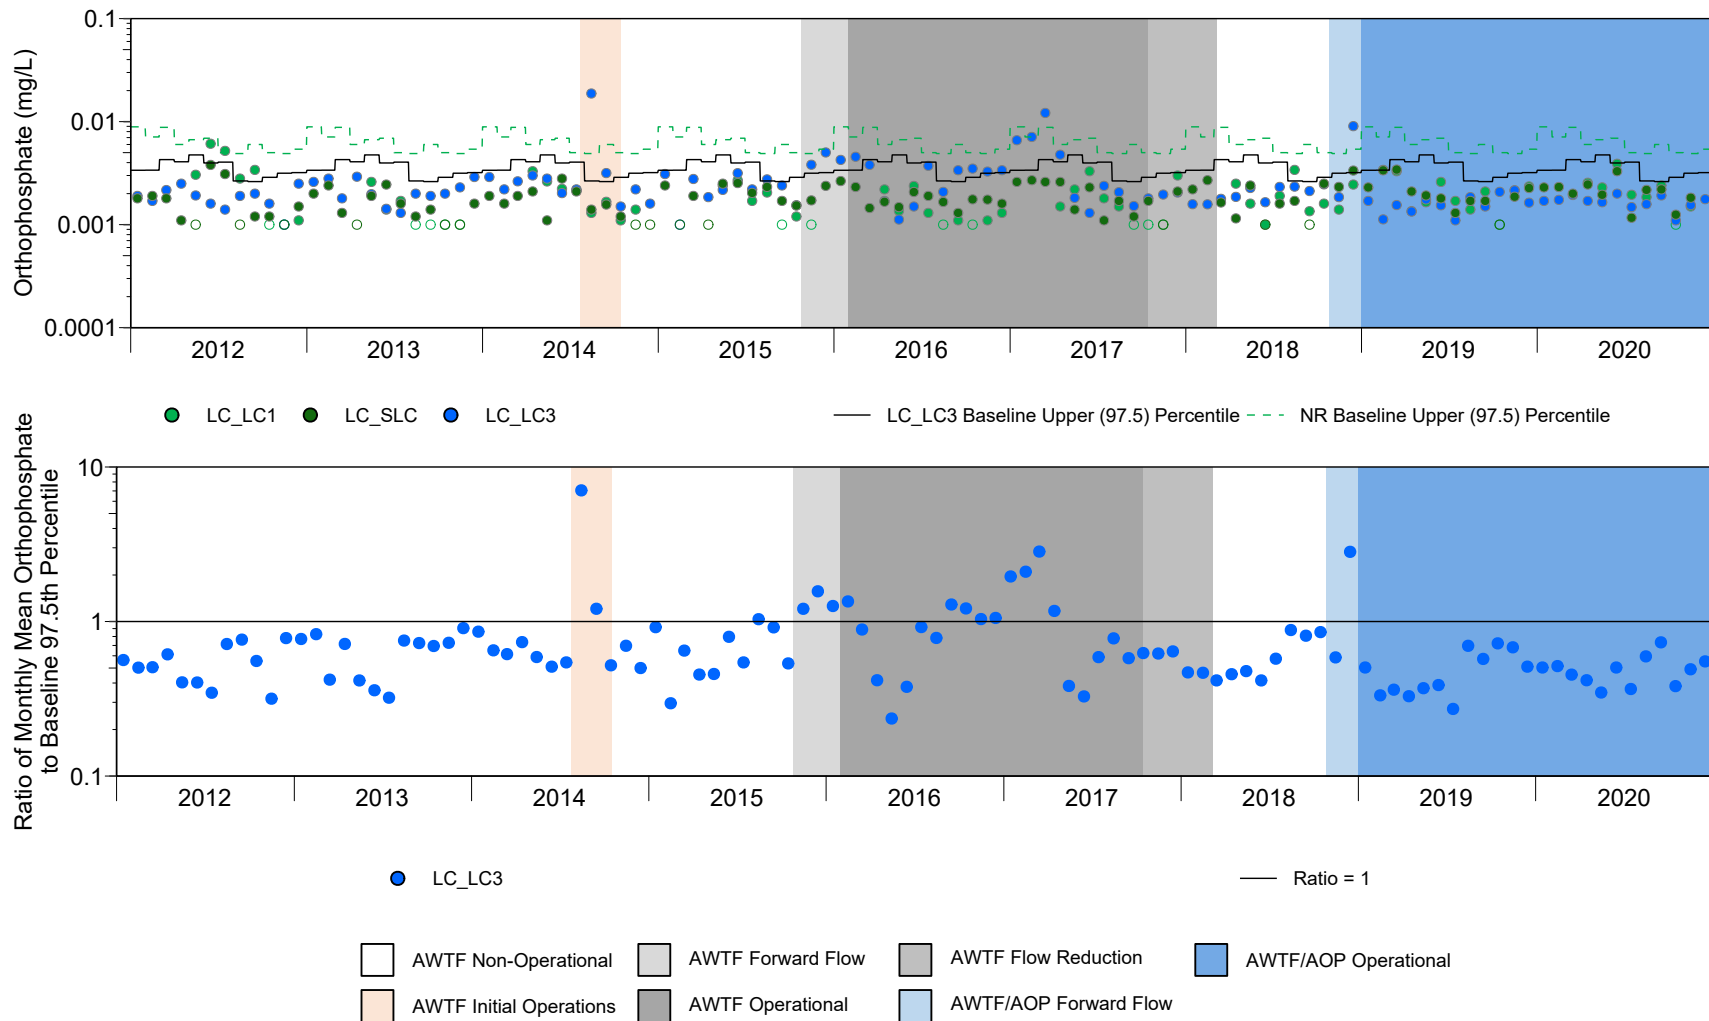 Orthophosphate (mg/L)
0.1
0.01
0.001
0.0001
2012 2013 2014 2015 2016 2017 2018 2019 2020
LC_LC1 LC_SLC LC_LC3 LC_LC3 Baseline Upper (97.5) Percentile NR Baseline Upper (97.5) Percentile
Ratio of Monthly Mean Orthophosphate
to Baseline 97.5th Percentile
10
1
0.1
2012 2013 2014 2015 2016 2017 2018 2019 2020
LC_LC3 Ratio = 1
AWTF Non-Operational AWTF Forward Flow AWTF Flow Reduction AWTF/AOP Operational
AWTF Initial Operations AWTF Operational AWTF/AOP Forward Flow